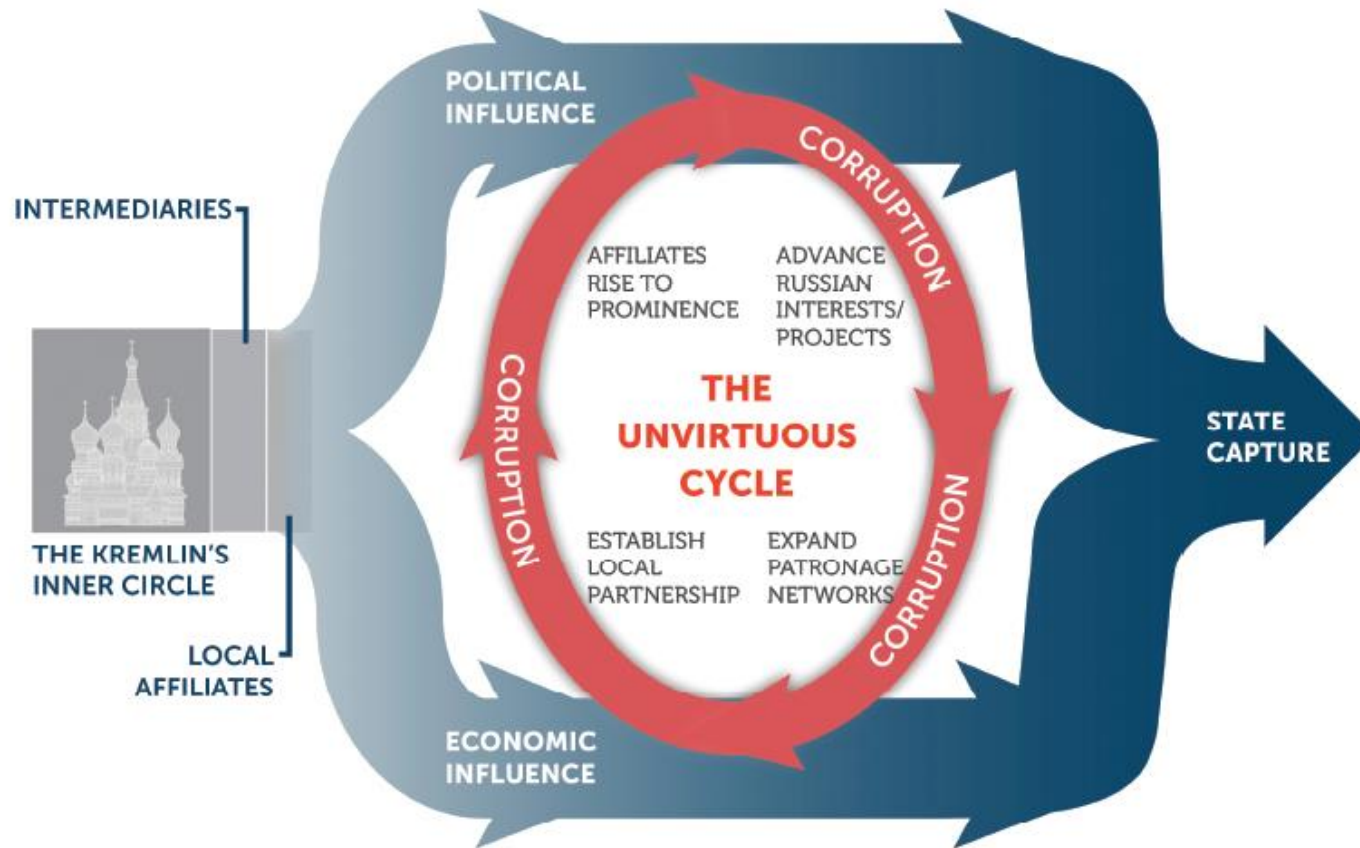 POLITICAL
INFLUENCE
CORRUPTION
INTERMEDIARIES
AFFILIATES
RISE TO
PROMINENCE
ADVANCE
RUSSIAN
INTERESTS/
PROJECTS
CORRUPTION
THE
UNVIRTUOUS
CYCLE
STATE
CAPTURE
THE KREMLIN'S
INNER CIRCLE
ESTABLISH
LOCAL
PARTNERSHIP
EXPAND
PATRONAGE
NETWORKS
CORRUPTION
LOCAL
AFFILIATES
ECONOMIC
INFLUENCE